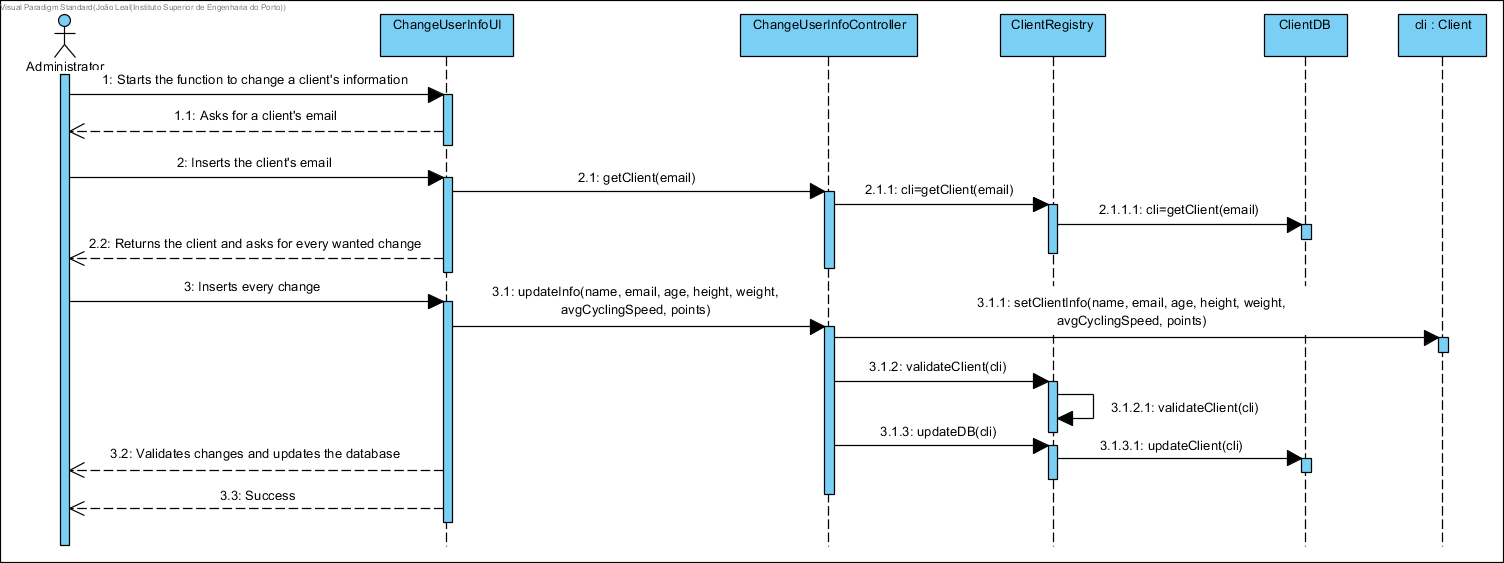 Visual Paradigm Standard(João Leal(Instituto Superior de Engenharia do Porto))
Administrator
ChangeUserInfoUI
ChangeUserInfoController
ClientRegistry
ClientDB
cli : Client
1: Starts the function to change a client's information
1.1: Asks for a client's email
2: Inserts the client's email
2.1: getClient(email)
2.1.1: cli=getClient(email)
2.1.1.1: cli=getClient(email)
2.2: Returns the client and asks for every wanted change
3: Inserts every change
3.1: updateInfo(name, email, age, height, weight,
avgCyclingSpeed, points)
3.1.1: setClientInfo(name, email, age, height, weight,
avgCyclingSpeed, points)
3.1.2: validateClient(cli)
3.1.2.1: validateClient(cli)
3.1.3: updateDB(cli)
3.1.3.1: updateClient(cli)
3.2: Validates changes and updates the database
3.3: Success